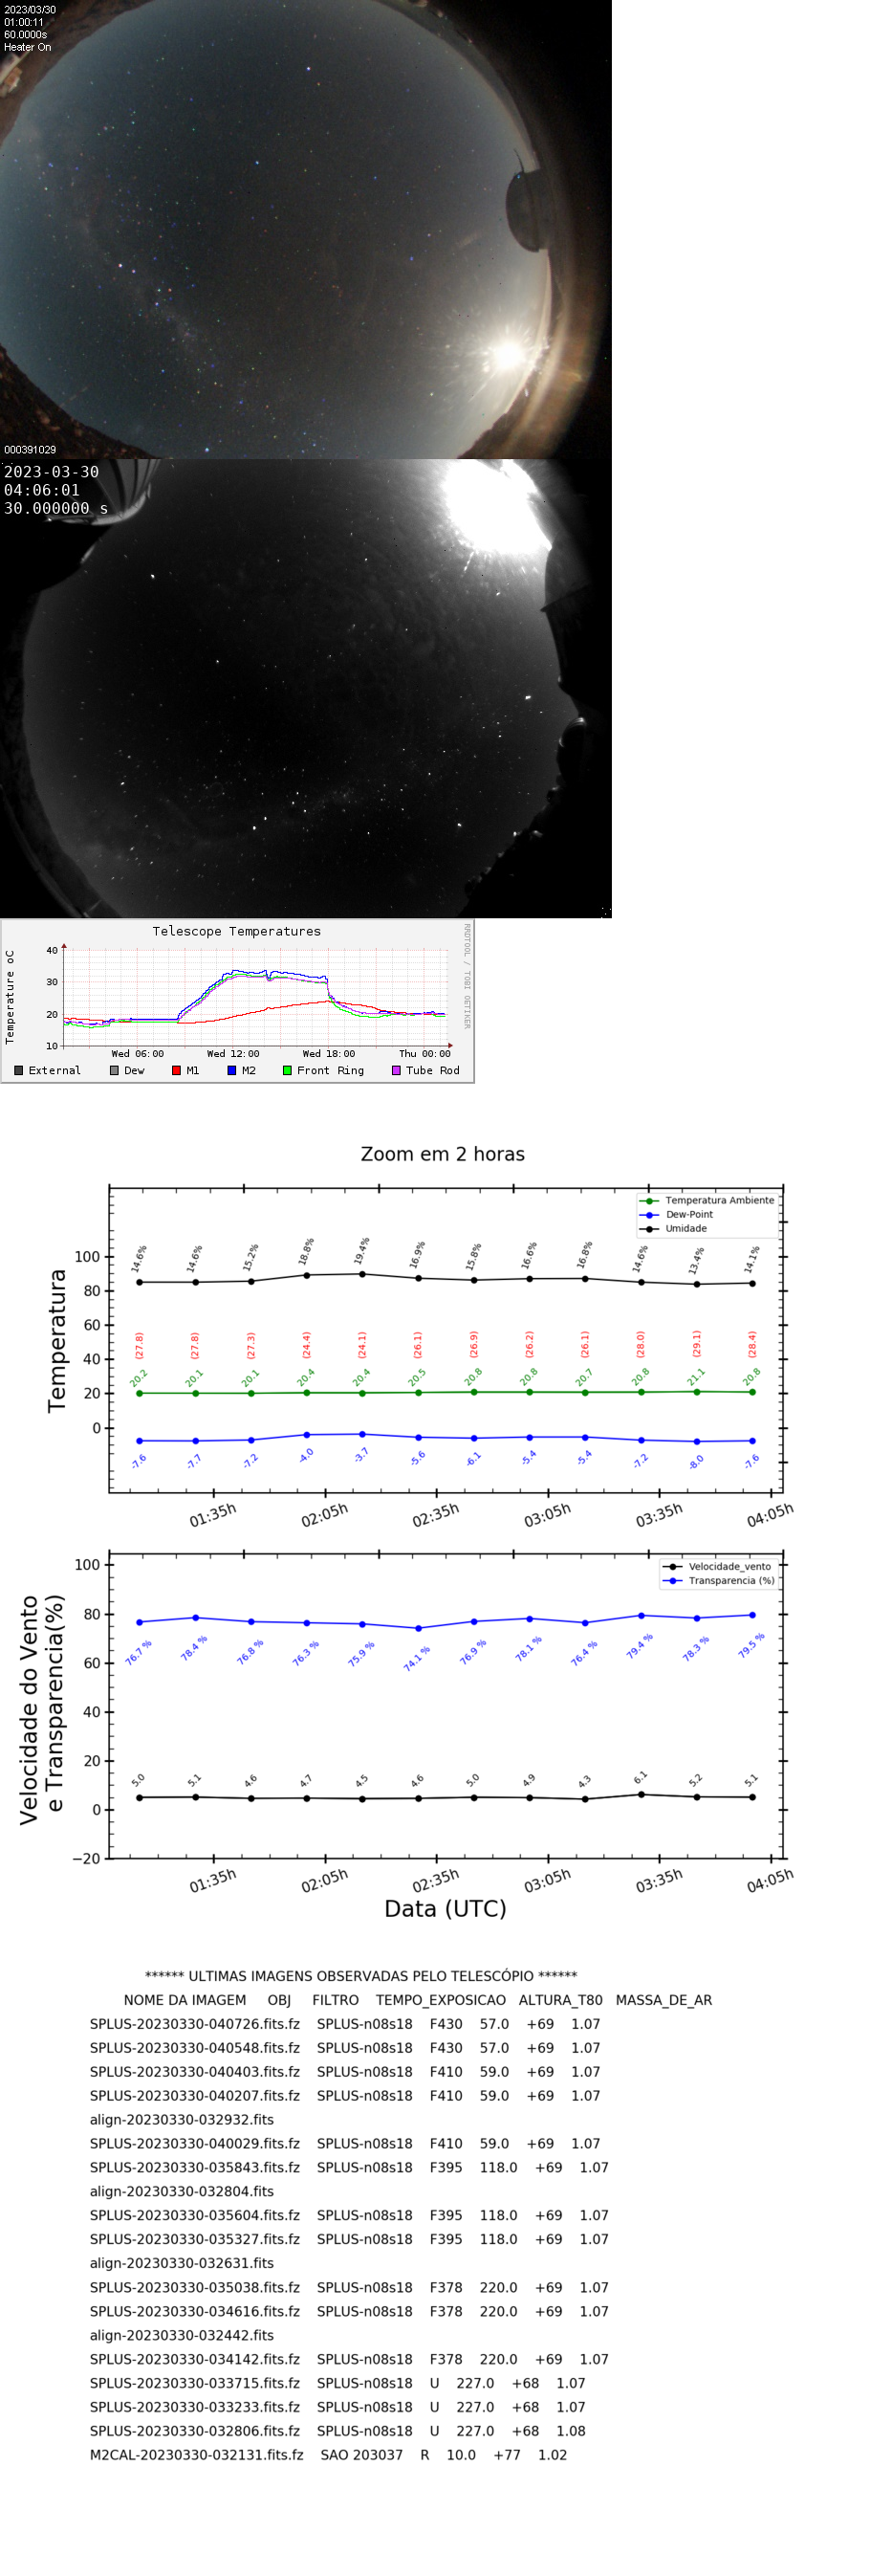 2023/03/30
01:00:11
60.0000s
Heater On
000391029
2023-03-30
04:06:01
30.000000 s
Telescope Temperatures
RRDTOOL / TOBI OETIKER
Temperature oC
40
30
20
10
Wed 06:00 Wed 12:00 Wed 18:00 Thu 00:00
External Dew M1 M2 Front Ring Tube Rod
Zoom em 2 horas
Temperatura Ambiente
Dew-Point
Umidade
Temperatura
100
80
60
40
20
0
14.6% 14.6% 15.2% 18.8% 19.4% 16.9% 15.8% 16.6% 16.8% 14.6% 13.4% 14.1%
(27.8) (27.8) (27.3) (24.4) (24.1) (26.1) (26.9) (26.2) (26.1) (28.0) (29.1) (28.4)
20.2 20.1 20.1 20.4 20.4 20.5 20.8 20.8 20.7 20.8 21.1 20.8
-7.6 -7.7 -7.2 -4.0 -3.7 -5.6 -6.1 -5.4 -5.4 -7.2 -8.0 -7.6
01:35h 02:05h 02:35h 03:05h 03:35h 04:05h
Velocidade_vento
Transparencia (%)
Velocidade do Vento
e Transparencia(%)
100
80
60
40
20
0
−20
76.7 % 78.4 % 76.8 % 76.3 % 75.9 % 74.1 % 76.9 % 78.1 % 76.4 % 79.4 % 78.3 % 79.5 %
5.0 5.1 4.6 4.7 4.5 4.6 5.0 4.9 4.3 6.1 5.2 5.1
01:35h 02:05h 02:35h 03:05h 03:35h 04:05h
Data (UTC)
****** ULTIMAS IMAGENS OBSERVADAS PELO TELESCÓPIO ******
NOME DA IMAGEM OBJ FILTRO TEMPO_EXPOSICAO ALTURA_T80 MASSA_DE_AR
SPLUS-20230330-040726.fits.fz SPLUS-n08s18 F430 57.0 +69 1.07
SPLUS-20230330-040548.fits.fz SPLUS-n08s18 F430 57.0 +69 1.07
SPLUS-20230330-040403.fits.fz SPLUS-n08s18 F410 59.0 +69 1.07
SPLUS-20230330-040207.fits.fz SPLUS-n08s18 F410 59.0 +69 1.07
align-20230330-032932.fits
SPLUS-20230330-040029.fits.fz SPLUS-n08s18 F410 59.0 +69 1.07
SPLUS-20230330-035843.fits.fz SPLUS-n08s18 F395 118.0 +69 1.07
align-20230330-032804.fits
SPLUS-20230330-035604.fits.fz SPLUS-n08s18 F395 118.0 +69 1.07
SPLUS-20230330-035327.fits.fz SPLUS-n08s18 F395 118.0 +69 1.07
align-20230330-032631.fits
SPLUS-20230330-035038.fits.fz SPLUS-n08s18 F378 220.0 +69 1.07
SPLUS-20230330-034616.fits.fz SPLUS-n08s18 F378 220.0 +69 1.07
align-20230330-032442.fits
SPLUS-20230330-034142.fits.fz SPLUS-n08s18 F378 220.0 +69 1.07
SPLUS-20230330-033715.fits.fz SPLUS-n08s18 U 227.0 +68 1.07
SPLUS-20230330-033233.fits.fz SPLUS-n08s18 U 227.0 +68 1.07
SPLUS-20230330-032806.fits.fz SPLUS-n08s18 U 227.0 +68 1.08
M2CAL-20230330-032131.fits.fz SAO 203037 R 10.0 +77 1.02